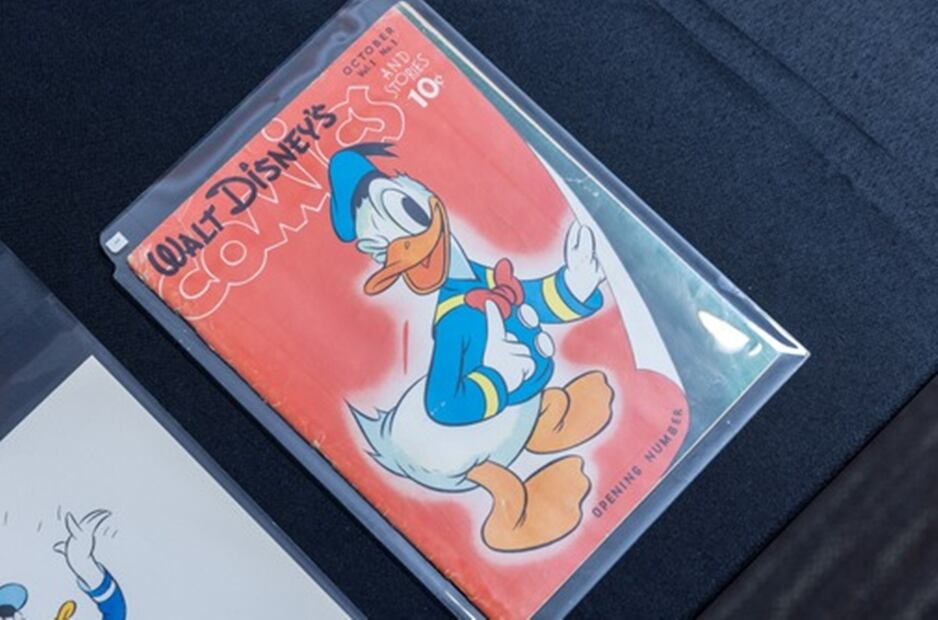 OCTOBER
Vol.1 No.1
WALT DISNEY'S
COMICS
AND
STORIES
10¢
OPENING NUMBER